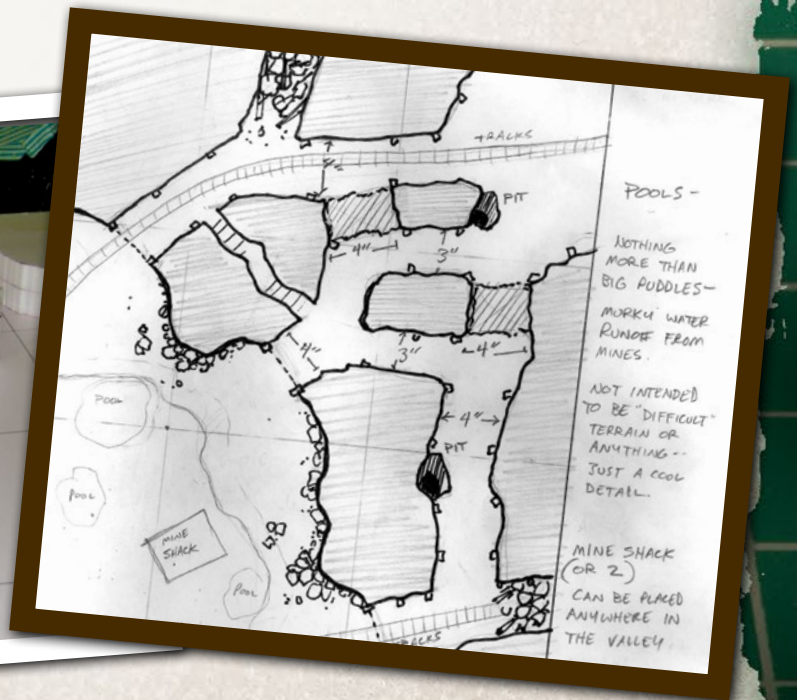 TRACKS
4"
PIT
4"
3"
4"
3"
4"
4"
PIT
POOL
POOL
MINE
SHACK
POOL
TRACKS
POOLS-
NOTHING
MORE THAN
BIG PUDDLES-
MURKY WATER
RUNOFF FROM
MINES.
NOT INTENDED
TO BE "DIFFICULT"
TERRAIN OR
ANYTHING--
JUST A COOL
DETAIL.
MINE SHACK
(OR 2)
CAN BE PLACED
ANYWHERE IN
THE VALLEY